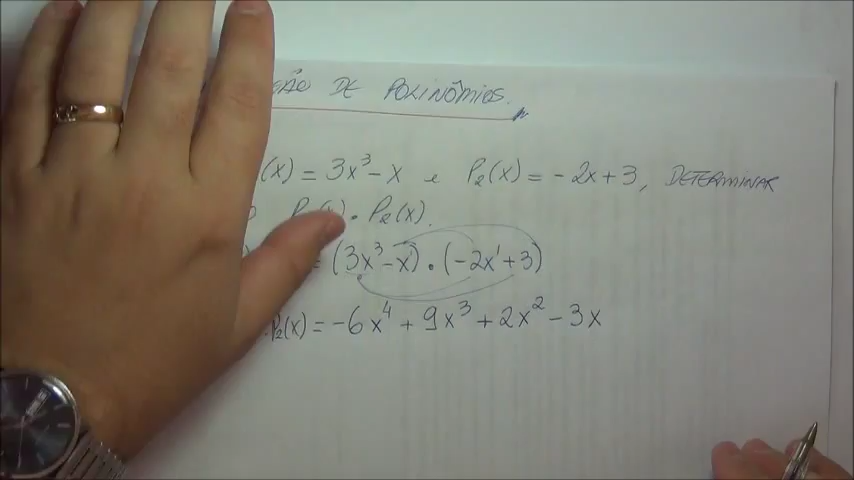 DE POLINÔMIOS.
(x) = 3x³ - x e P₂(x) = -2x + 3, DETERMINAR
P₂(x).
= (3x³ - x) • (-2x¹ + 3)
P₂(x) = -6x⁴ + 9x³ + 2x² - 3x